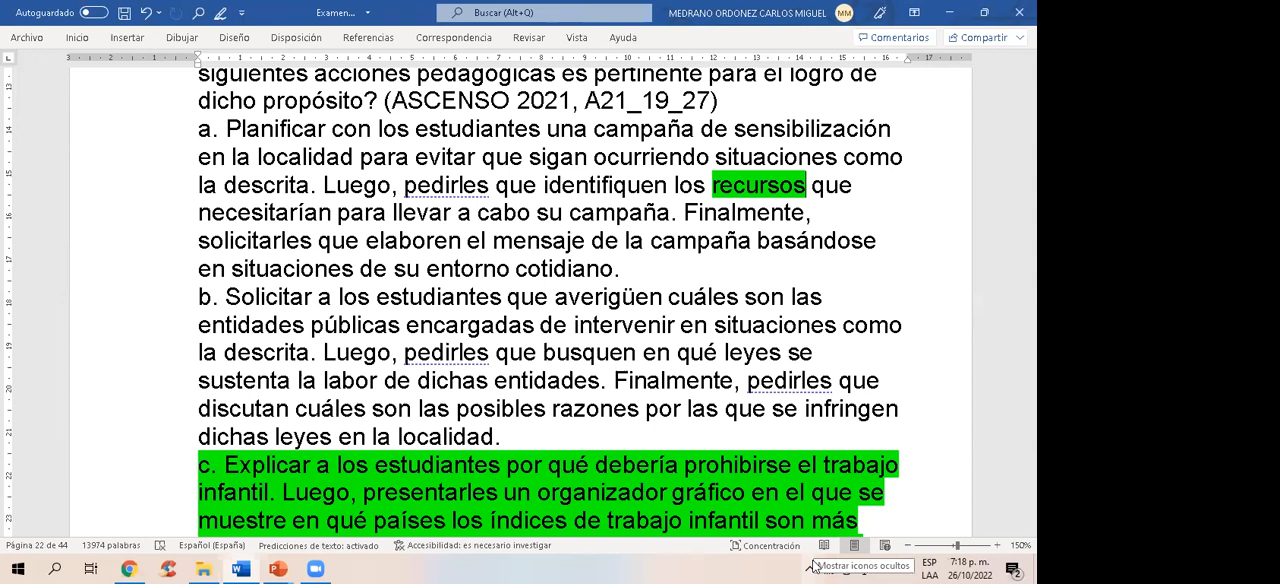 Autoguardado
Examen...
Buscar (Alt+Q)
MEDRANO ORDONEZ CARLOS MIGUEL
MM
Archivo Inicio Insertar Dibujar Diseño Disposición Referencias Correspondencia Revisar Vista Ayuda
Comentarios
Compartir
siguientes acciones pedagógicas es pertinente para el logro de
dicho propósito? (ASCENSO 2021, A21_19_27)
a. Planificar con los estudiantes una campaña de sensibilización
en la localidad para evitar que sigan ocurriendo situaciones como
la descrita. Luego, pedirles que identifiquen los recursos que
necesitarían para llevar a cabo su campaña. Finalmente,
solicitarles que elaboren el mensaje de la campaña basándose
en situaciones de su entorno cotidiano.
b. Solicitar a los estudiantes que averigüen cuáles son las
entidades públicas encargadas de intervenir en situaciones como
la descrita. Luego, pedirles que busquen en qué leyes se
sustenta la labor de dichas entidades. Finalmente, pedirles que
discutan cuáles son las posibles razones por las que se infringen
dichas leyes en la localidad.
c. Explicar a los estudiantes por qué debería prohibirse el trabajo
infantil. Luego, presentarles un organizador gráfico en el que se
muestre en qué países los índices de trabajo infantil son más
Página 22 de 44 13974 palabras Español (España) Predicciones de texto: activado Accesibilidad: es necesario investigar
Concentración
150%
Mostrar iconos ocultos
ESP
LAA
7:18 p. m.
26/10/2022
2